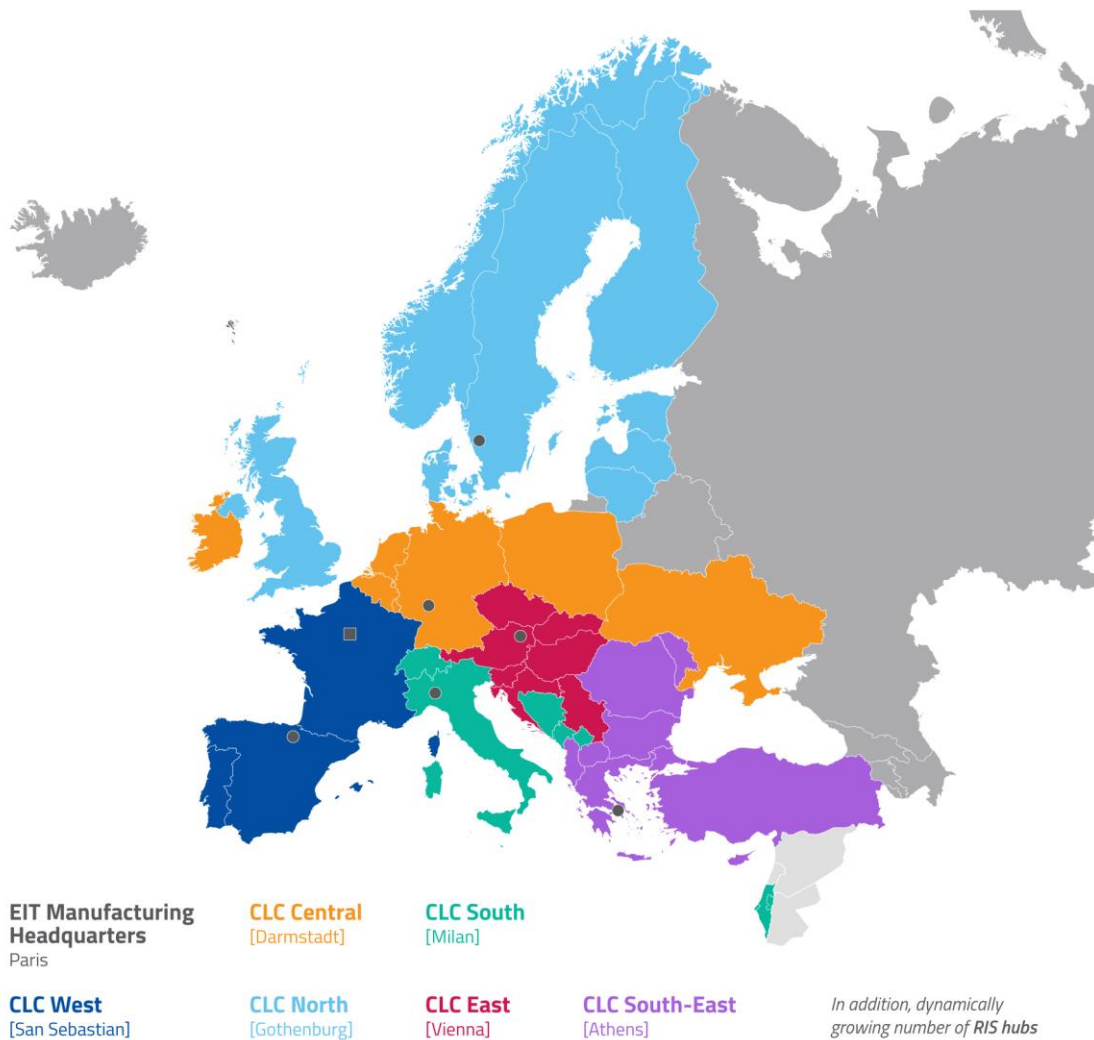 EIT Manufacturing
Headquarters
Paris
CLC Central
[Darmstadt]
CLC South
[Milan]
CLC West
[San Sebastian]
CLC North
[Gothenburg]
CLC East
[Vienna]
CLC South-East
[Athens]
In addition, dynamically
growing number of RIS hubs